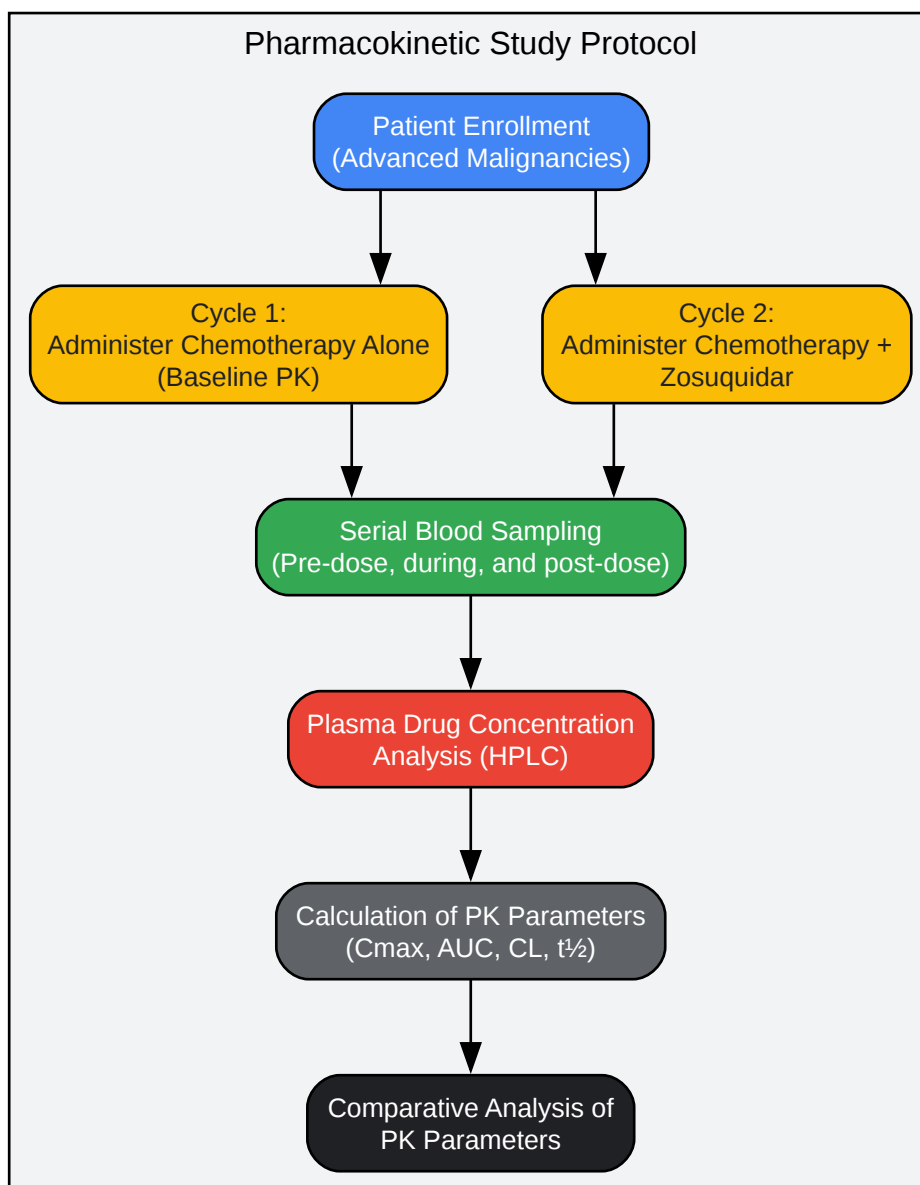 Pharmacokinetic Study Protocol
Patient Enrollment
(Advanced Malignancies)
Cycle 1:
Administer Chemotherapy Alone
(Baseline PK)
Cycle 2:
Administer Chemotherapy +
Zosuquidar
Serial Blood Sampling
(Pre-dose, during, and post-dose)
Plasma Drug Concentration
Analysis (HPLC)
Calculation of PK Parameters
(Cmax, AUC, CL, t½)
Comparative Analysis of
PK Parameters